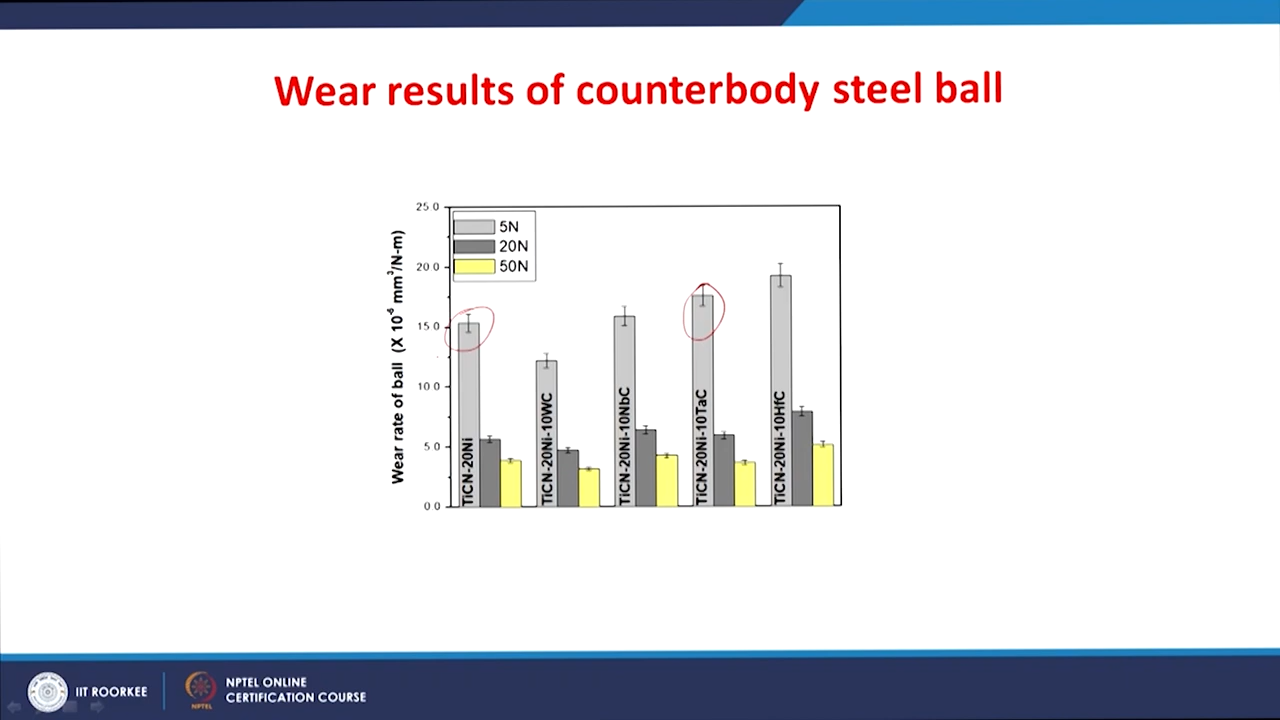 Wear results of counterbody steel ball
Wear rate of ball (X 10⁻⁶ mm³/N-m)
25 0
20 0
15.0
10 0
5 0
0 0
5N
20N
50N
TiCN-20Ni
TiCN-20Ni-10WC
TiCN-20Ni-10NbC
TiCN-20Ni-10TaC
TiCN-20Ni-10HfC
IIT ROORKEE
NPTEL
NPTEL ONLINE
CERTIFICATION COURSE